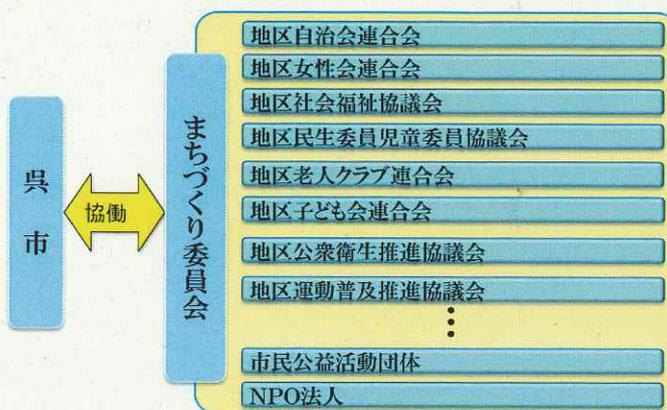 呉市
協働
まちづくり委員会
地区自治会連合会
地区女性会連合会
地区社会福祉協議会
地区民生委員児童委員協議会
地区老人クラブ連合会
地区子ども会連合会
地区公衆衛生推進協議会
地区運動普及推進協議会
市民公益活動団体
NPO法人